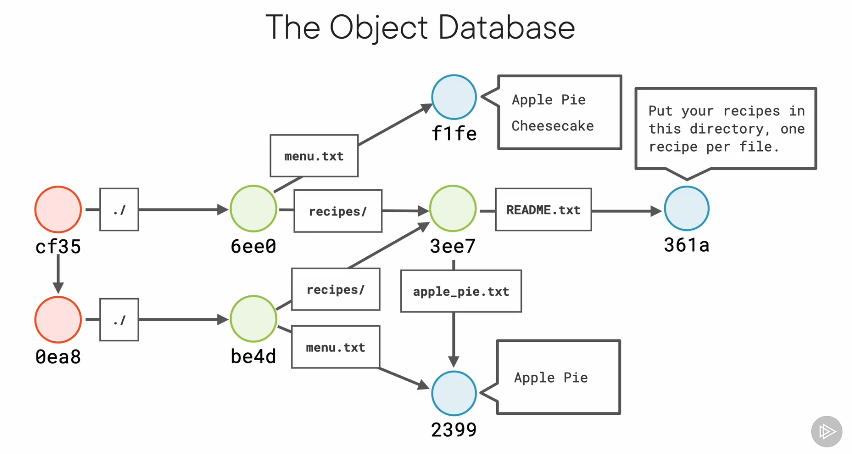 The Object Database
Apple Pie
Cheesecake
f1fe
Put your recipes in
this directory, one
recipe per file.
menu.txt
./
recipes/
README.txt
cf35
6ee0
3ee7
361a
recipes/
apple_pie.txt
./
menu.txt
0ea8
be4d
Apple Pie
2399